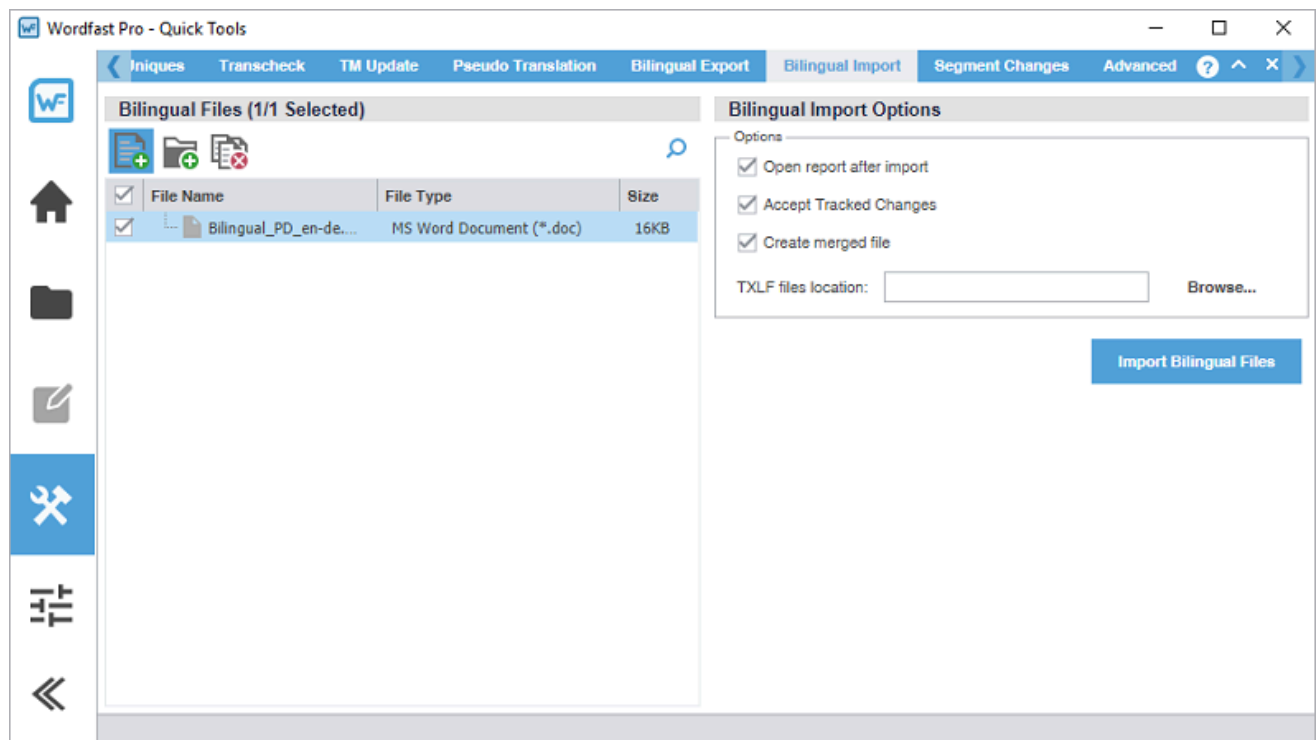 Wordfast Pro - Quick Tools
Transcheck TM Update Pseudo Translation Bilingual Export Bilingual Import Segment Changes Advanced
WF
Bilingual Files (1/1 Selected)
File Name File Type Size
Bilingual_PD_en-de.... MS Word Document (*.doc) 16KB
Bilingual Import Options
Options
Open report after import
Accept Tracked Changes
Create merged file
TXLF files location: Browse...
Import Bilingual Files